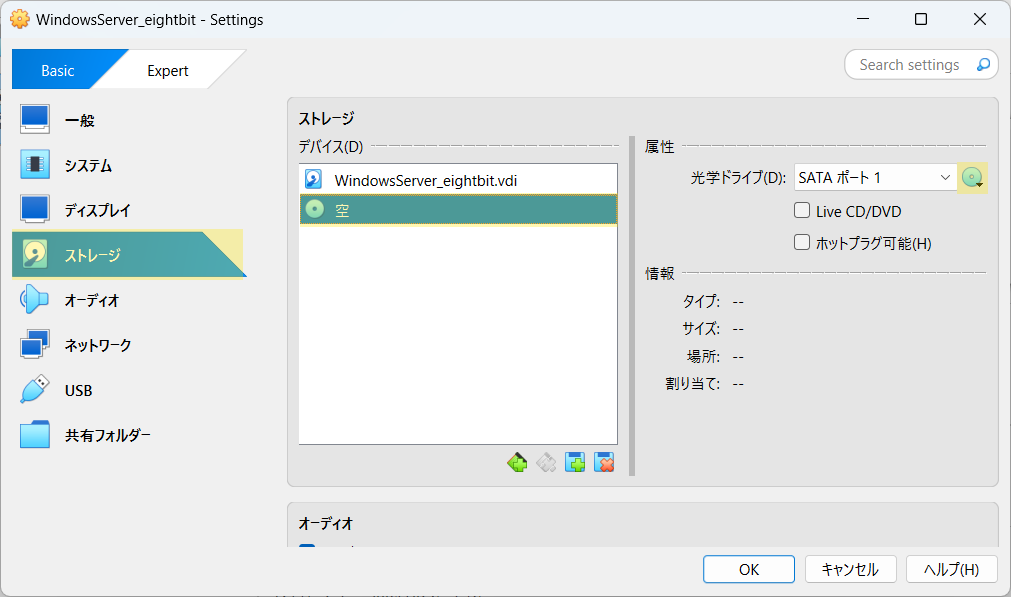 WindowsServer_eightbit - Settings
Basic
Expert
Search settings
一般
システム
ディスプレイ
ストレージ
オーディオ
ネットワーク
USB
共有フォルダー
ストレージ
デバイス(D)
WindowsServer_eightbit.vdi
空
属性
光学ドライブ(D): SATA ポート 1
Live CD/DVD
ホットプラグ可能(H)
情報
タイプ: --
サイズ: --
場所: --
割り当て: --
オーディオ
OK
キャンセル
ヘルプ(H)